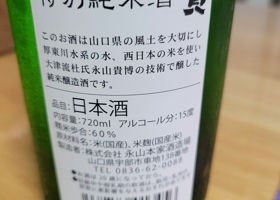 特別純米酒 貴
このお酒は山口県の風土を大切にし
厚東川水系の水、西日本の米を使い
大津流杜氏永山貴博の技術で醸した
純米醸造酒です。
品目:日本酒
内容量:720ml アルコール分:15度
精米歩合:60%
原材料名:米(国産)、米麹(国産米)
製造者:株式会社 永山本家酒造場
山口県宇部市車地138番地
TEL 0836-62-0088